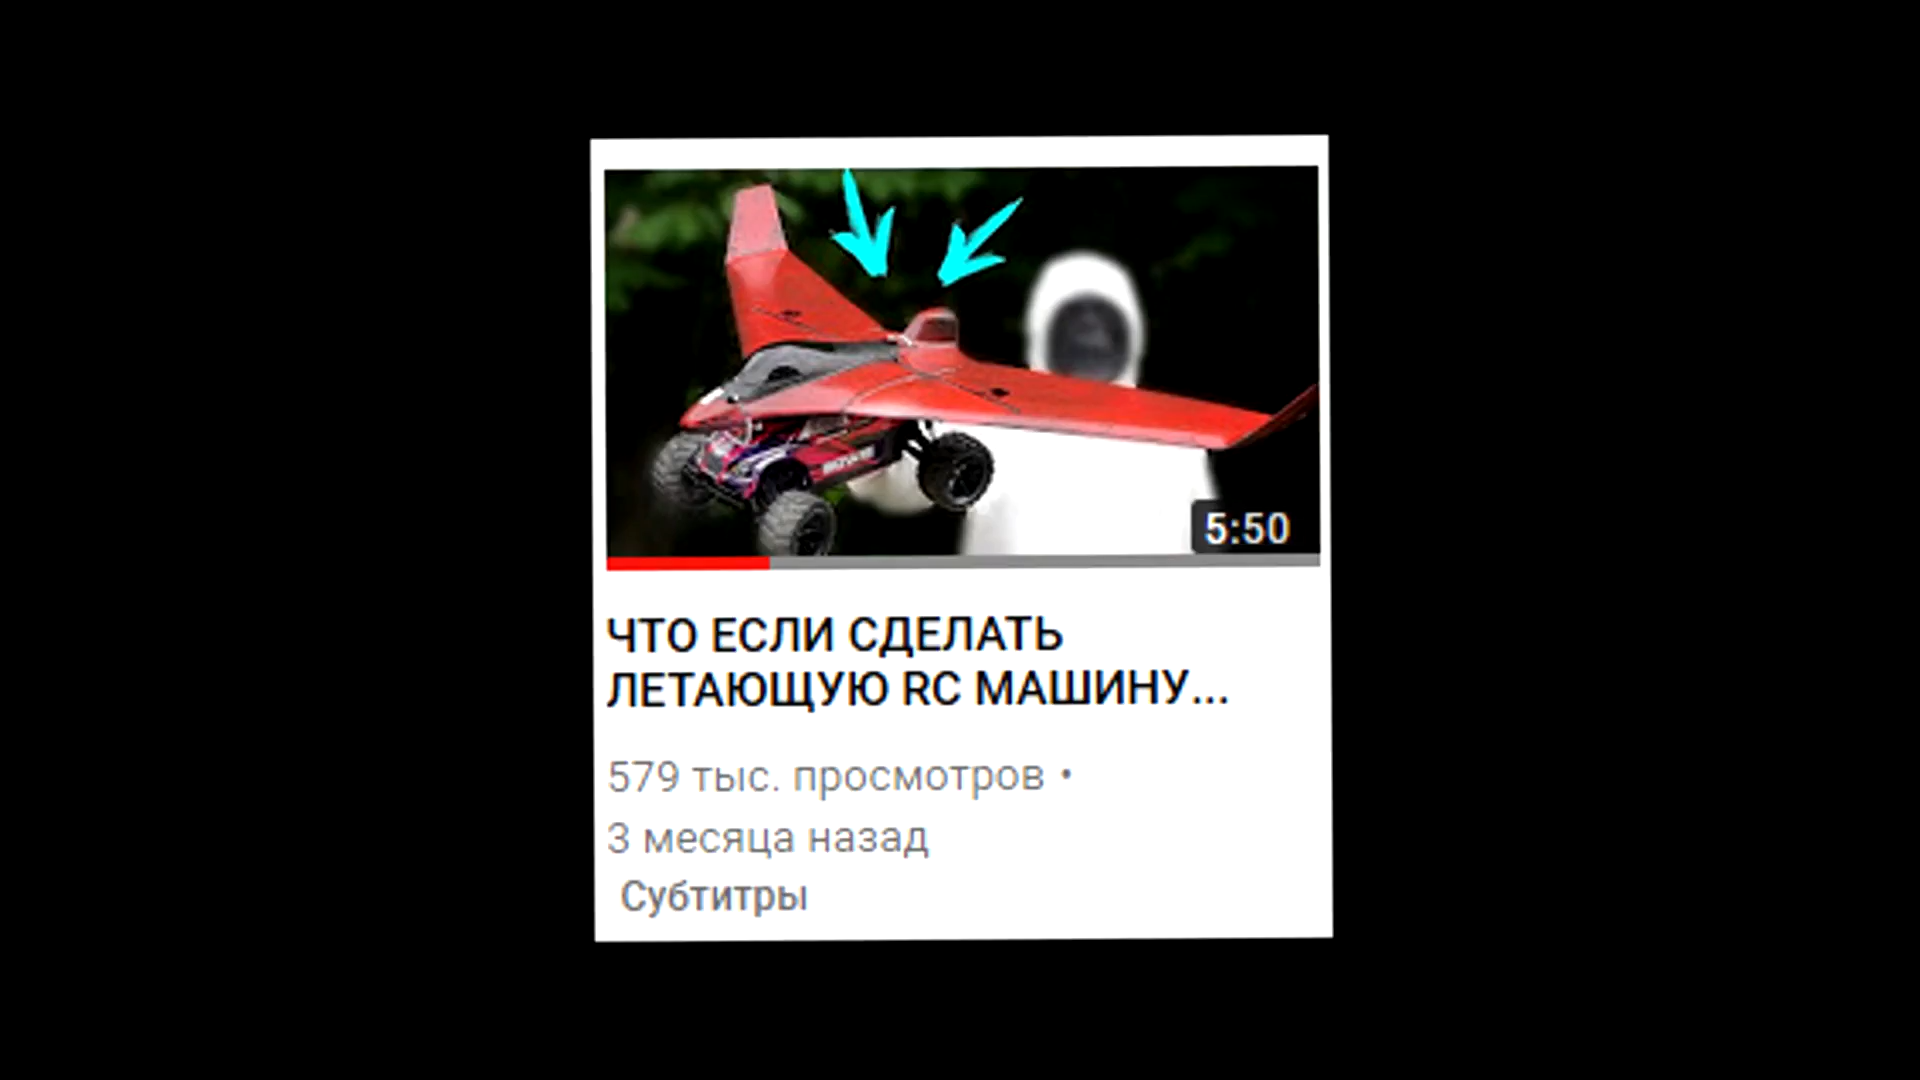 5:50
ЧТО ЕСЛИ СДЕЛАТЬ
ЛЕТАЮЩУЮ RC МАШИНУ...
579 тыс. просмотров •
3 месяца назад
Субтитры